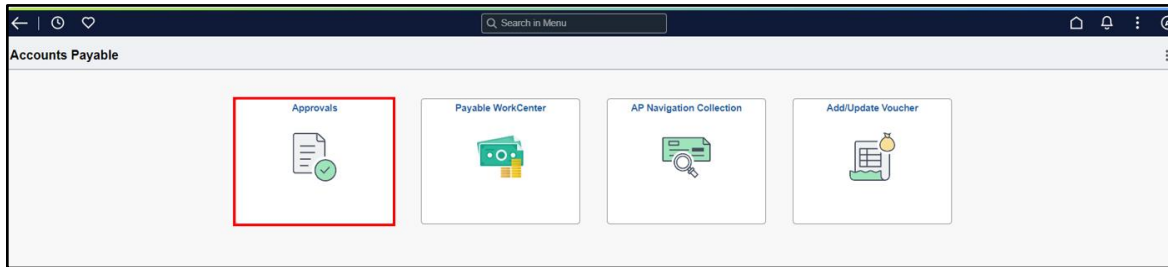 Search in Menu
Accounts Payable
Approvals
Payable WorkCenter
AP Navigation Collection
Add/Update Voucher